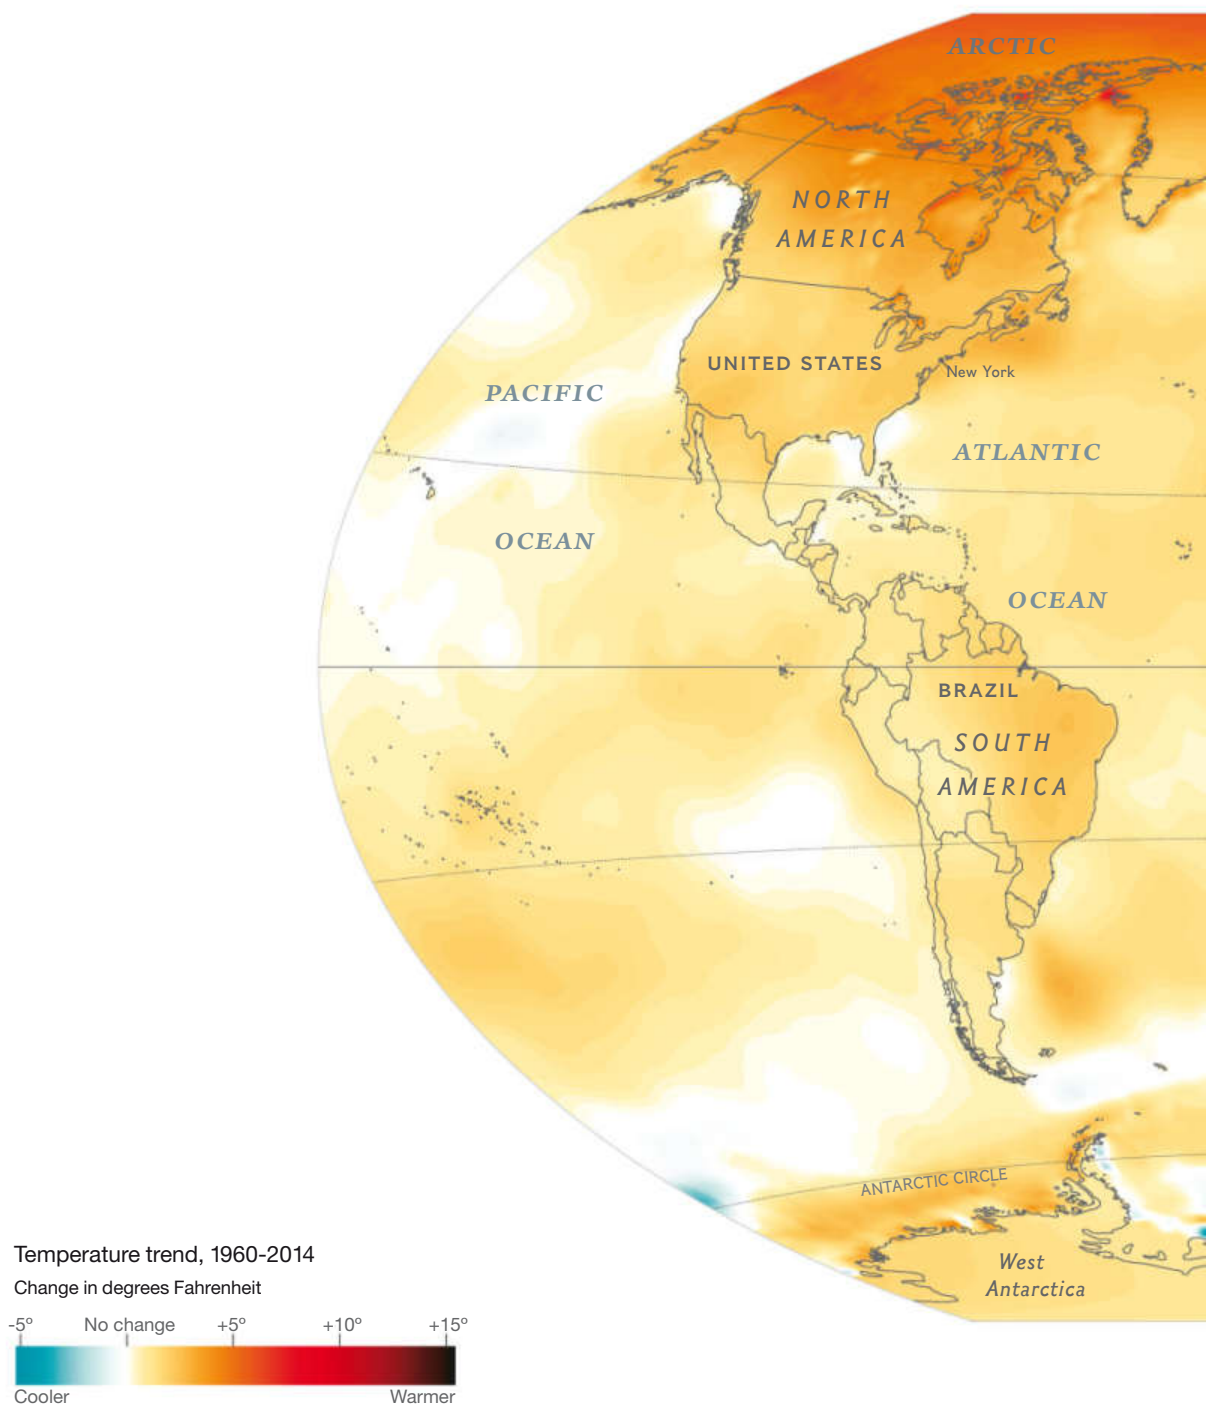 ARCTIC
NORTH
AMERICA
UNITED STATES
New York
PACIFIC
ATLANTIC
OCEAN
OCEAN
BRAZIL
SOUTH
AMERICA
ANTARCTIC CIRCLE
West
Antarctica
Temperature trend, 1960-2014
Change in degrees Fahrenheit
-5° No change +5° +10° +15°
Cooler Warmer